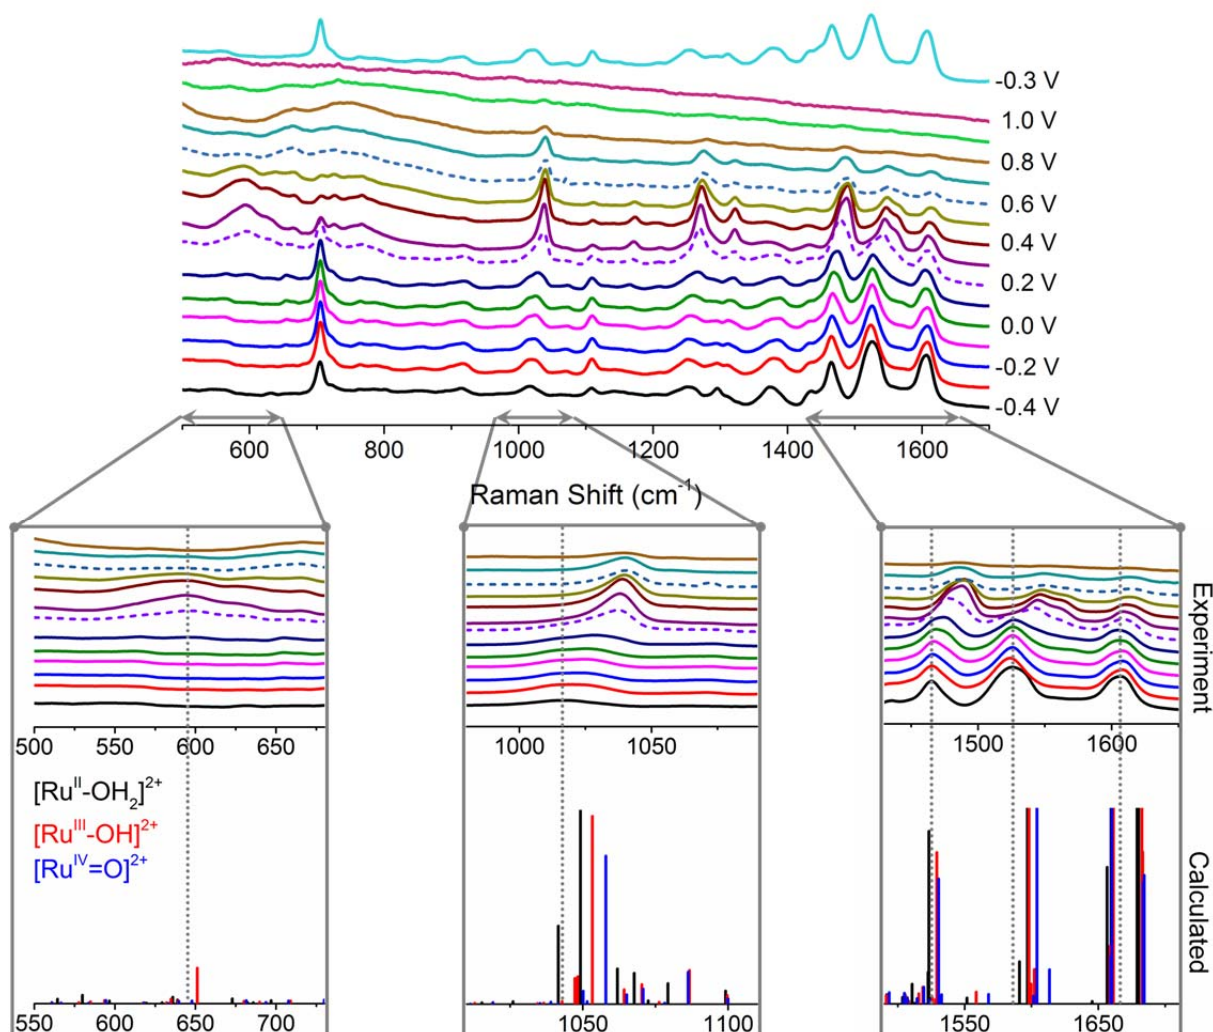 -0.3 V
1.0 V
0.8 V
0.6 V
0.4 V
0.2 V
0.0 V
-0.2 V
-0.4 V
600 800 1000 1200 1400 1600
Raman Shift (cm⁻¹)
Experiment
500 550 600 650
1000 1050
1500 1600
[Ruᴵᴵ-OH₂]²⁺
[Ruᴵᴵᴵ-OH]²⁺
[Ruᴵⱽ=O]²⁺
Calculated
550 600 650 700
1050 1100
1550 1650